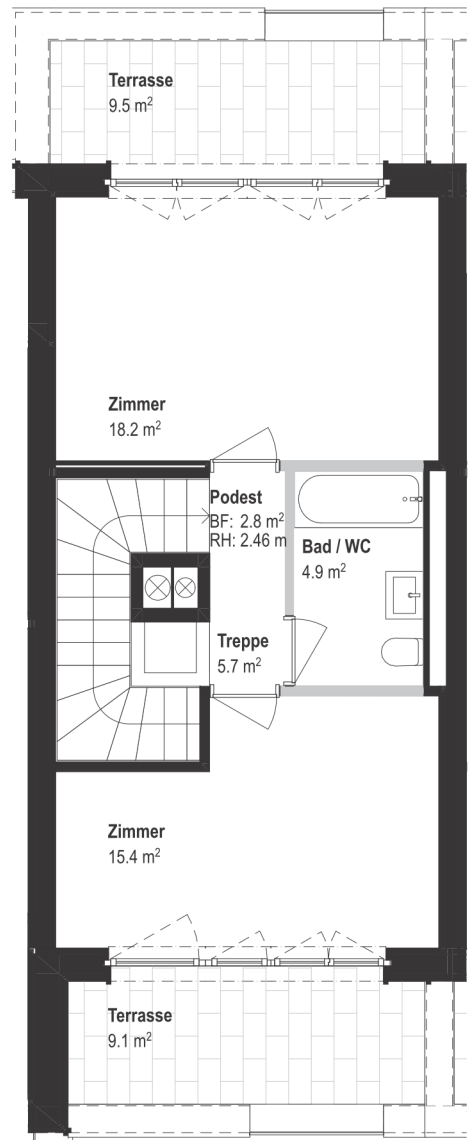 Terrasse
9.5 m²
Zimmer
18.2 m²
Podest
BF: 2.8 m²
RH: 2.46 m
Bad / WC
4.9 m²
Treppe
5.7 m²
Zimmer
15.4 m²
Terrasse
9.1 m²